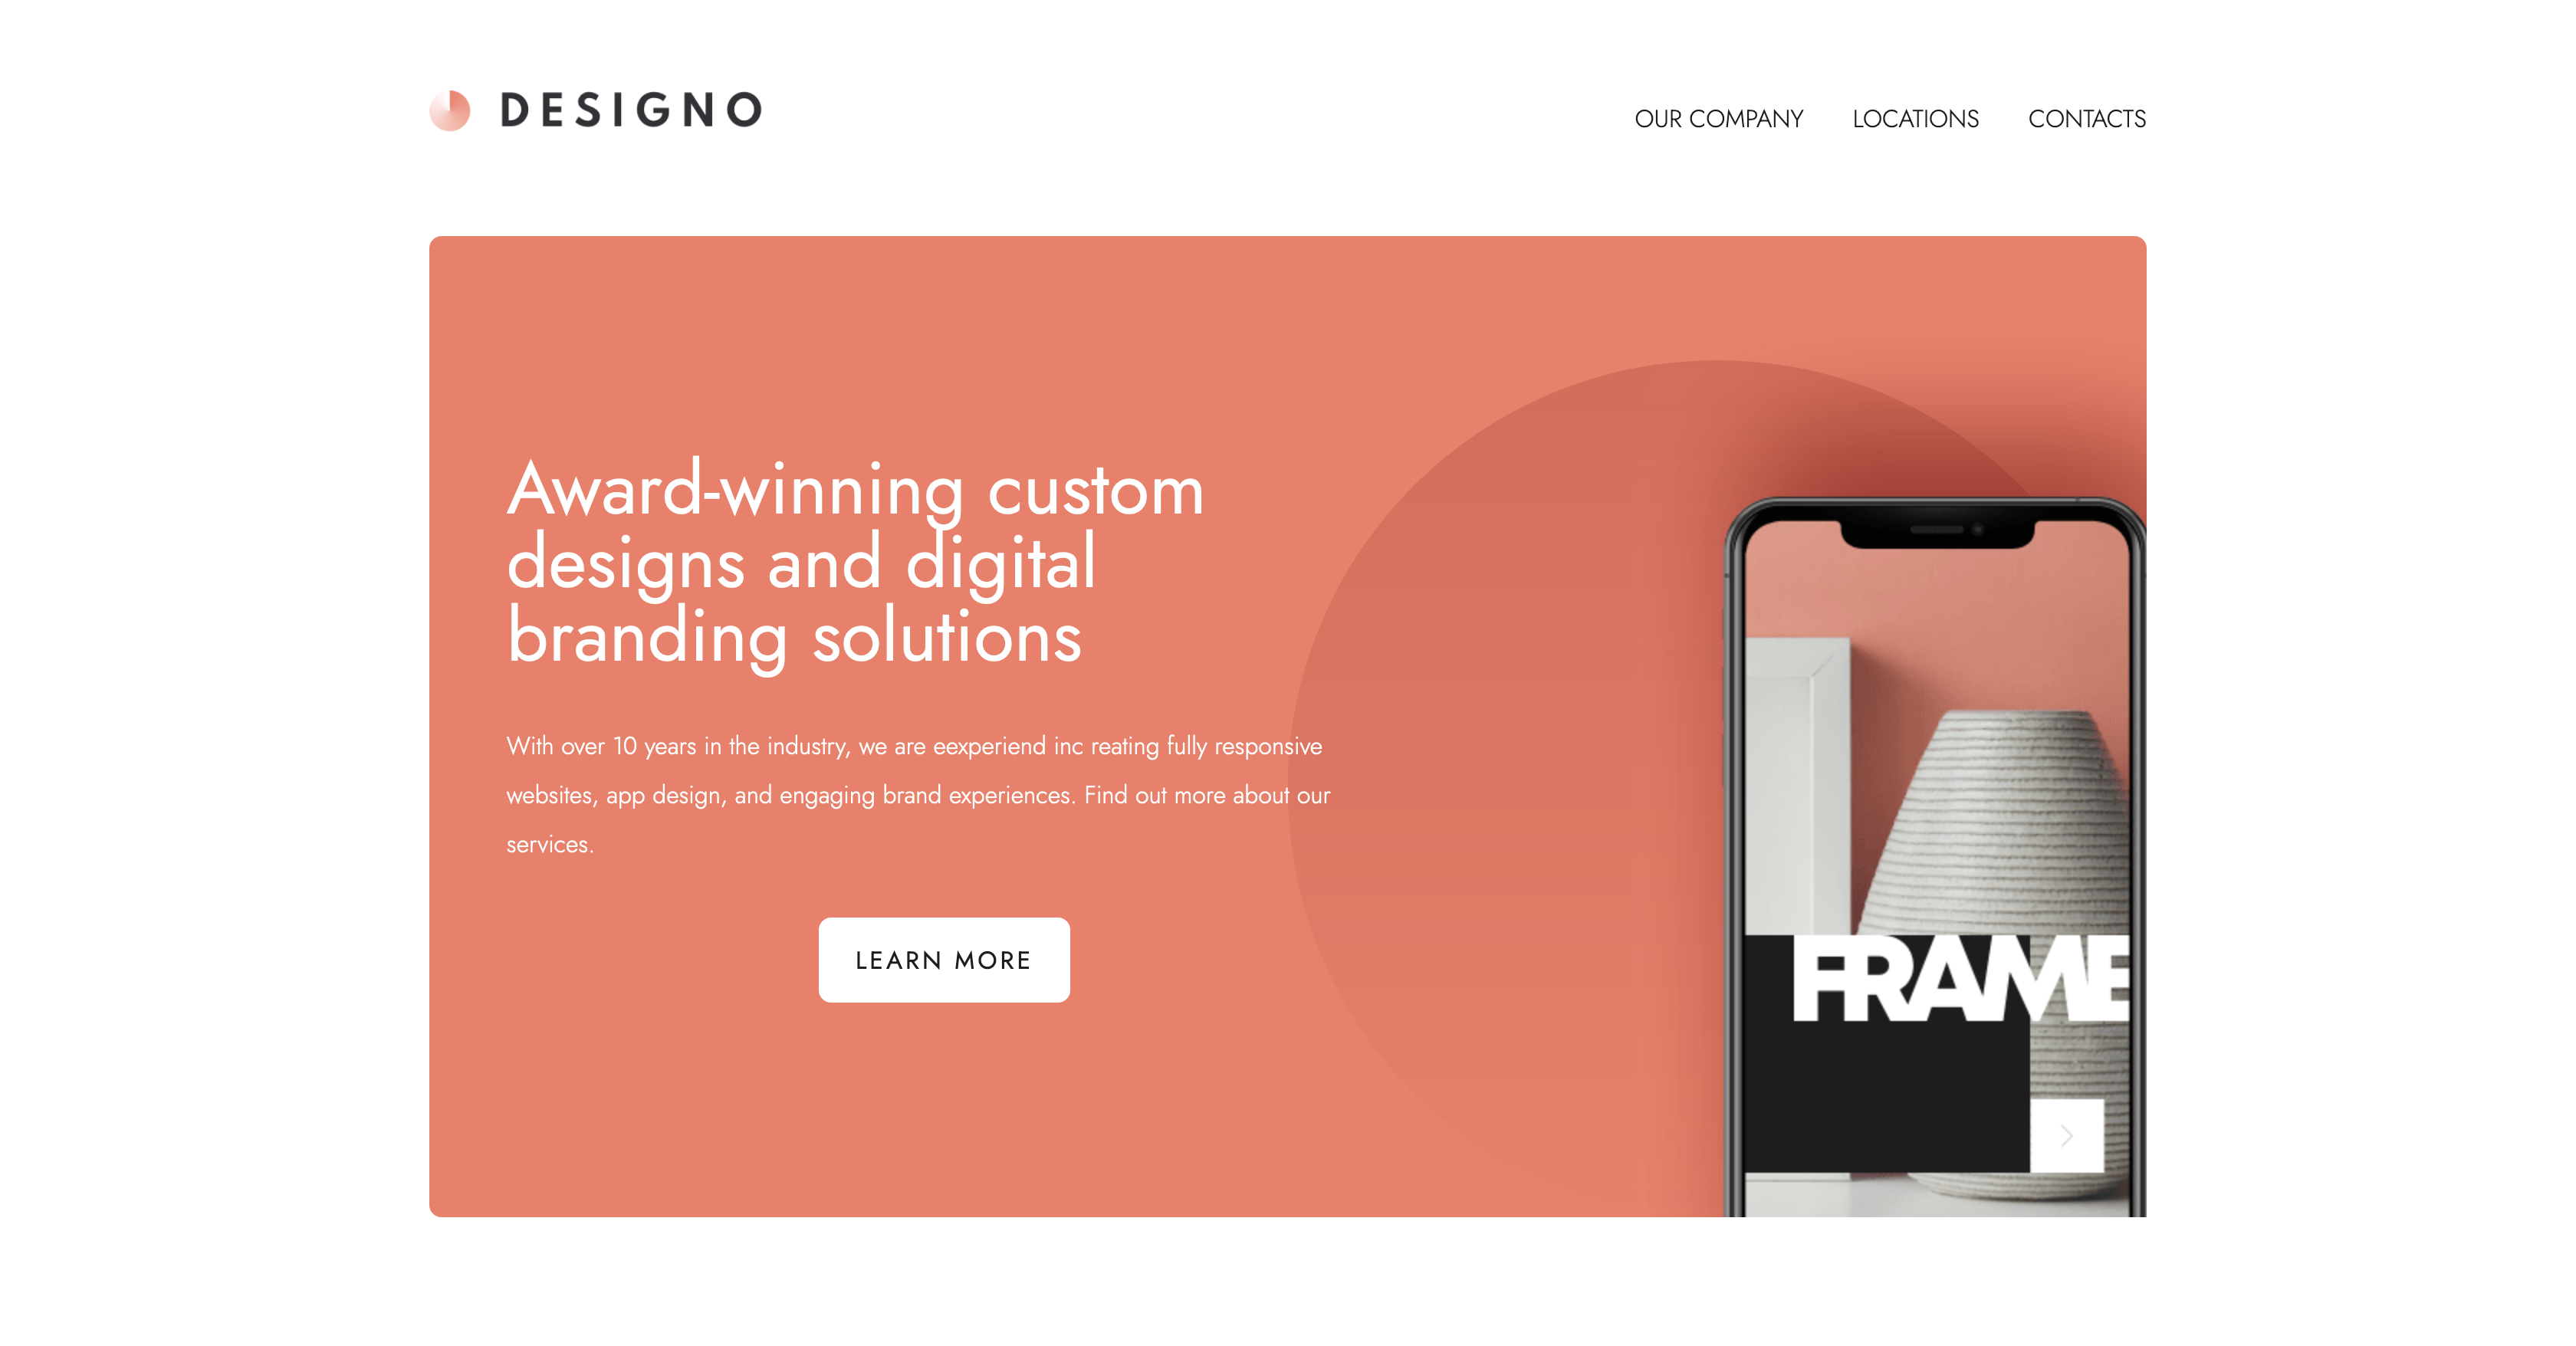 DESIGNO
OUR COMPANY LOCATIONS CONTACTS
Award-winning custom
designs and digital
branding solutions
With over 10 years in the industry, we are eexperiend inc reating fully responsive
websites, app design, and engaging brand experiences. Find out more about our
services.
LEARN MORE
FRAME